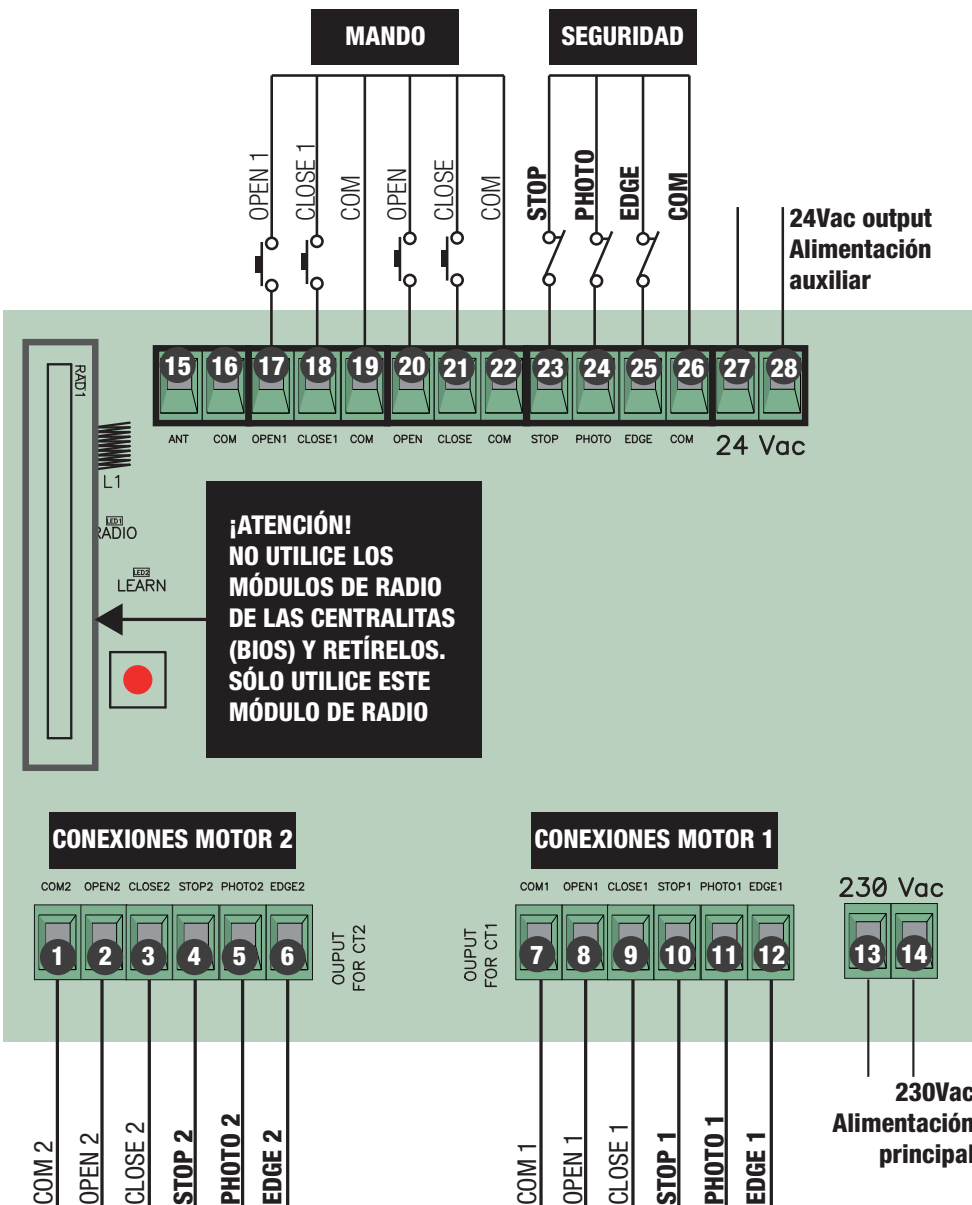 MANDO
SEGURIDAD
OPEN 1
CLOSE 1
COM
OPEN
CLOSE
COM
STOP
PHOTO
EDGE
COM
24Vac output
Alimentación
auxiliar
15 16 17 18 19 20 21 22 23 24 25 26 27 28
ANT COM OPEN1 CLOSE1 COM OPEN CLOSE COM STOP PHOTO EDGE COM
24 Vac
RAD1
L1
LED1
RADIO
LED2
LEARN
¡ATENCIÓN!
NO UTILICE LOS
MÓDULOS DE RADIO
DE LAS CENTRALITAS
(BIOS) Y RETÍRELOS.
SÓLO UTILICE ESTE
MÓDULO DE RADIO
CONEXIONES MOTOR 2
COM2 OPEN2 CLOSE2 STOP2 PHOTO2 EDGE2
1 2 3 4 5 6
OUPUT
FOR CT2
COM 2
OPEN 2
CLOSE 2
STOP 2
PHOTO 2
EDGE 2
CONEXIONES MOTOR 1
COM1 OPEN1 CLOSE1 STOP1 PHOTO1 EDGE1
OUPUT
FOR CT1
7 8 9 10 11 12
COM 1
OPEN 1
CLOSE 1
STOP 1
PHOTO 1
EDGE 1
230 Vac
13 14
230Vac
Alimentación
principal